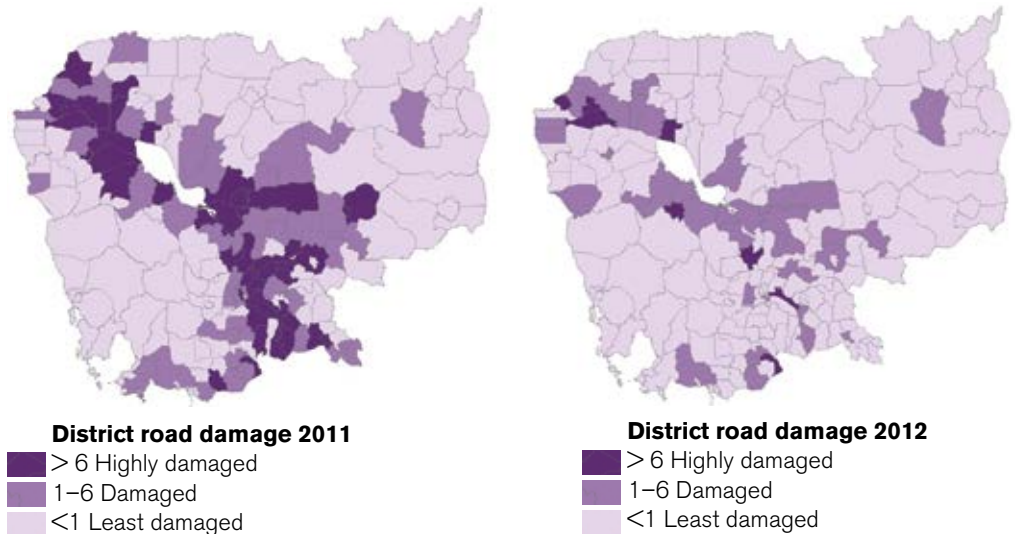 District road damage 2011
> 6 Highly damaged
1–6 Damaged
<1 Least damaged
District road damage 2012
> 6 Highly damaged
1–6 Damaged
<1 Least damaged